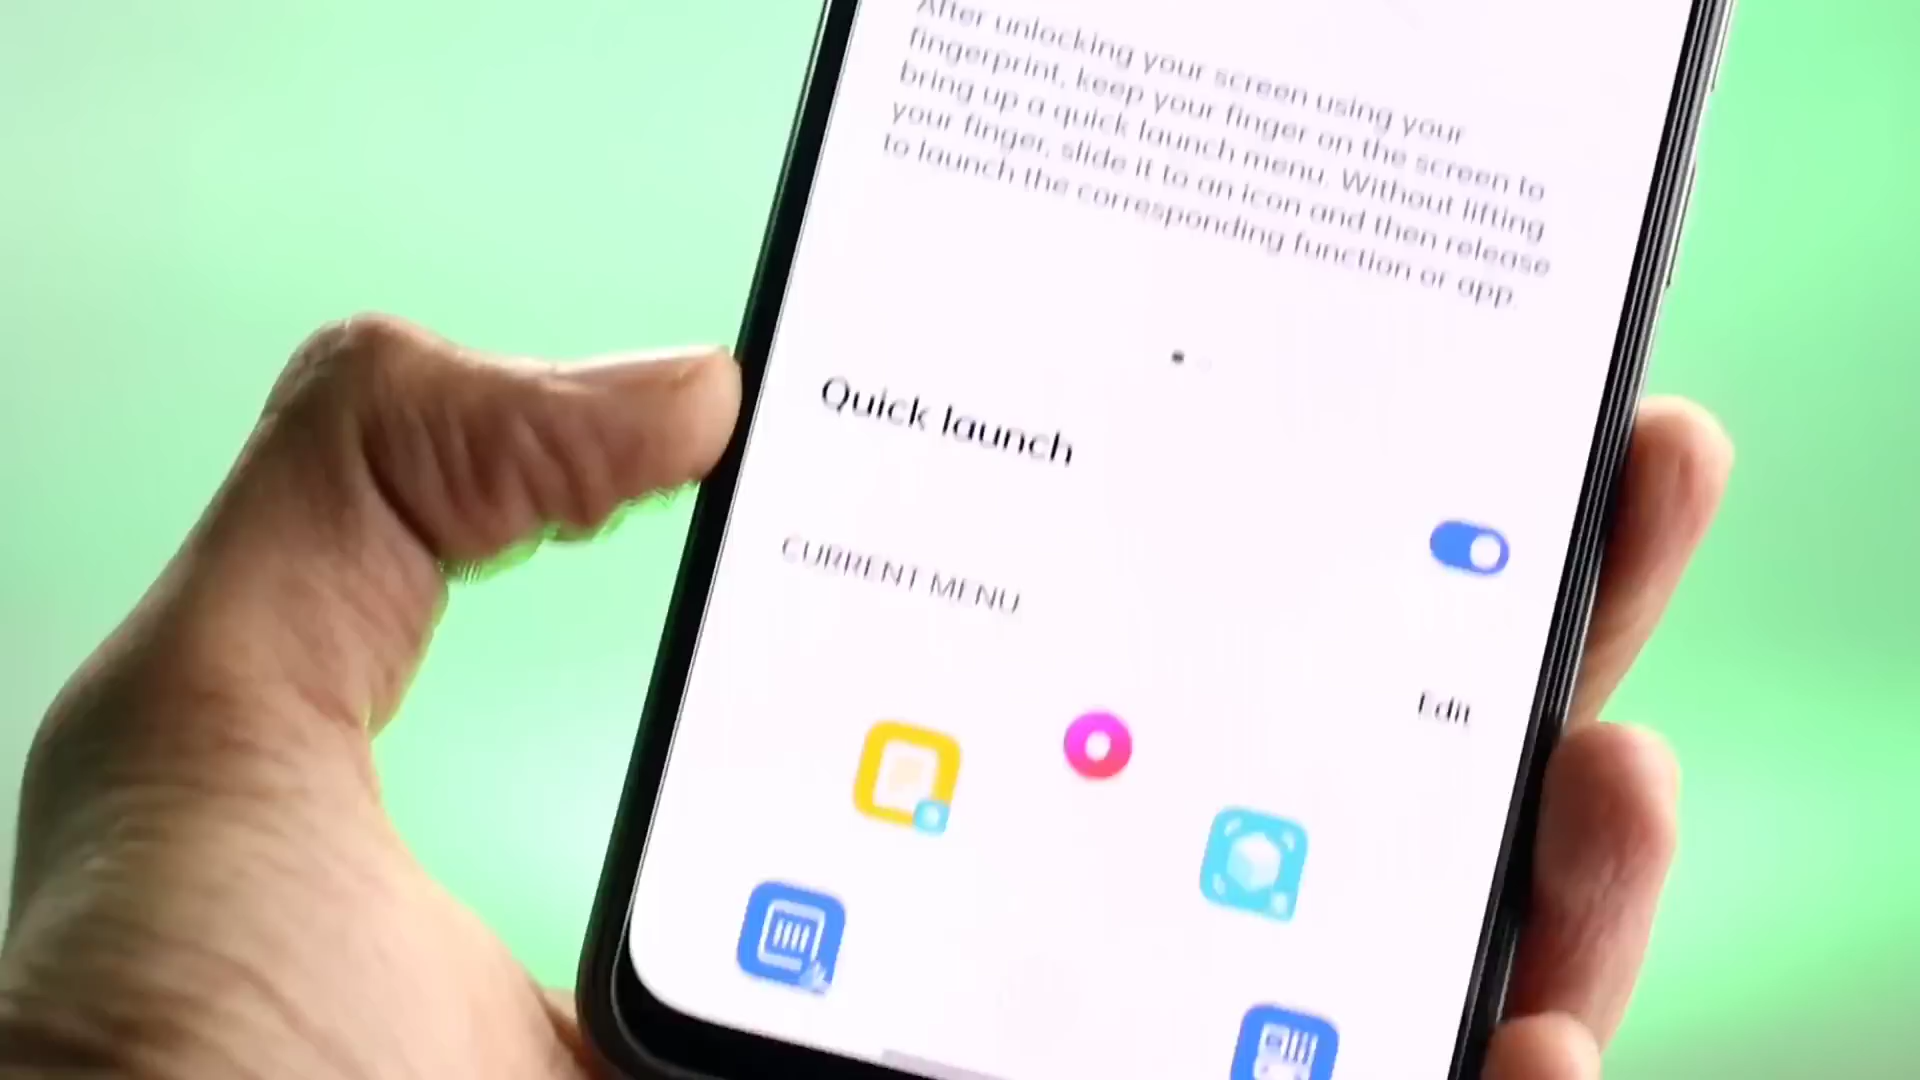 After unlocking your screen using your
fingerprint, keep your finger on the screen to
bring up a quick launch menu. Without lifting
your finger, slide it to an icon and then release
to launch the corresponding function or app.
Quick launch
CURRENT MENU
Edit